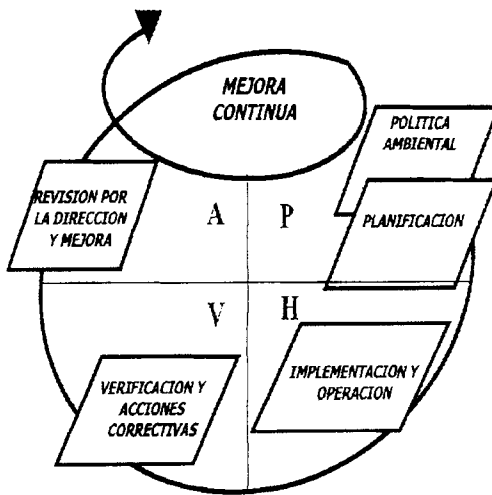 MEJORA
CONTINUA
POLITICA
AMBIENTAL
REVISION POR
LA DIRECCION
Y MEJORA
A
P
PLANIFICACION
V
H
VERIFICACION Y
ACCIONES
CORRECTIVAS
IMPLEMENTACION Y
OPERACION